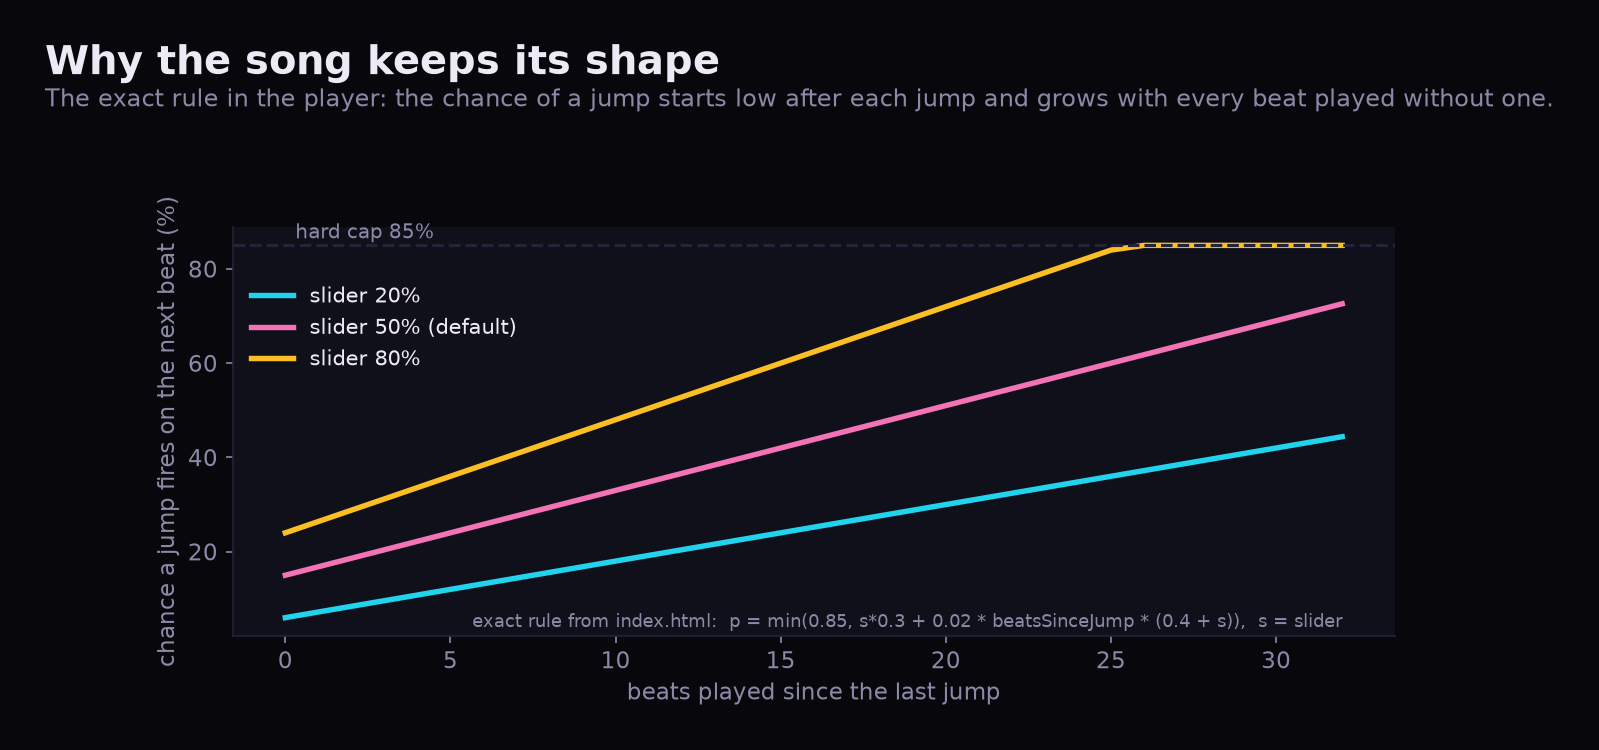 Why the song keeps its shape
The exact rule in the player: the chance of a jump starts low after each jump and grows with every beat played without one.
chance a jump fires on the next beat (%)
hard cap 85%
80
60
40
20
slider 20%
slider 50% (default)
slider 80%
exact rule from index.html:  p = min(0.85, s*0.3 + 0.02 * beatsSinceJump * (0.4 + s)),  s = slider
0 5 10 15 20 25 30
beats played since the last jump